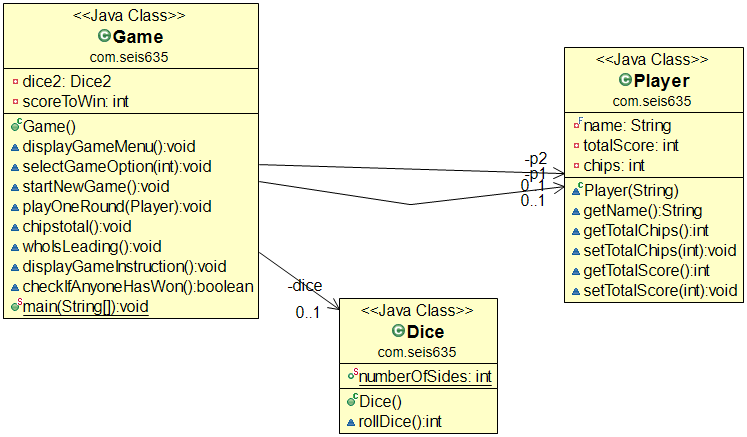 <<Java Class>>
Game
com.seis635
dice2: Dice2
scoreToWin: int
Game()
displayGameMenu():void
selectGameOption(int):void
startNewGame():void
playOneRound(Player):void
chipstotal():void
whoIsLeading():void
displayGameInstruction():void
checkIfAnyoneHasWon():boolean
main(String[]):void
-p2
-p1
0..1
0..1
<<Java Class>>
Player
com.seis635
name: String
totalScore: int
chips: int
Player(String)
getName():String
getTotalChips():int
setTotalChips(int):void
getTotalScore():int
setTotalScore(int):void
-dice
0..1
<<Java Class>>
Dice
com.seis635
numberOfSides: int
Dice()
rollDice():int